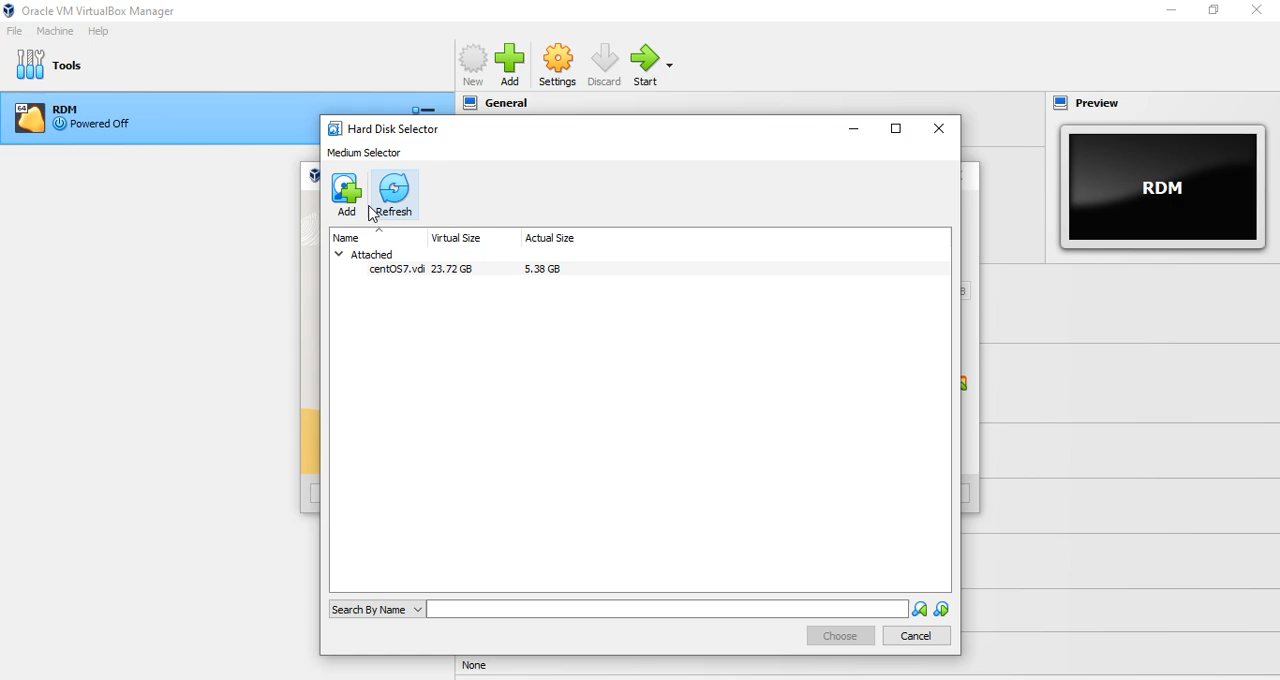 Oracle VM VirtualBox Manager
File Machine Help
Tools
New Add Settings Discard Start
64 RDM
Powered Off
General
Preview
RDM
Hard Disk Selector
Medium Selector
Add Refresh
Name Virtual Size Actual Size
Attached
centOS7.vdi 23.72 GB 5.38 GB
Search By Name
Choose Cancel
None